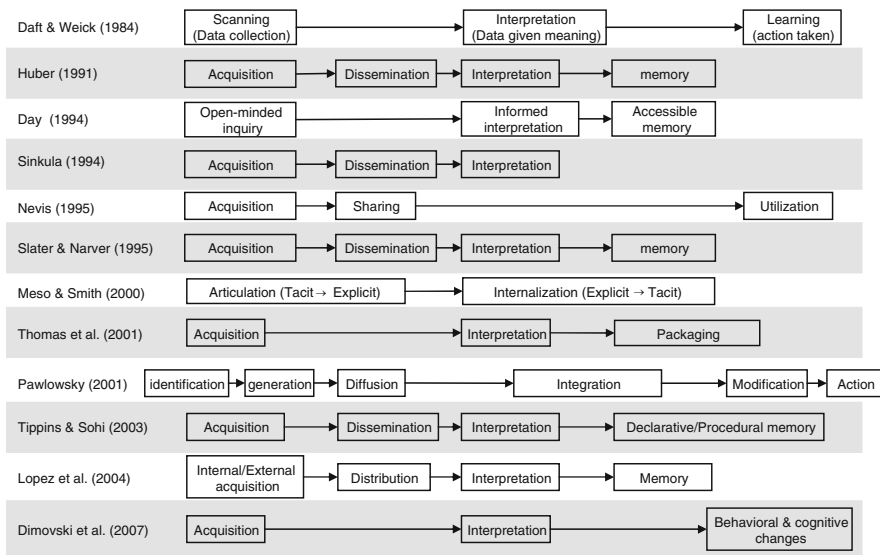 Daft & Weick (1984)
Scanning
(Data collection)
Interpretation
(Data given meaning)
Learning
(action taken)
Huber (1991)
Acquisition
Dissemination
Interpretation
memory
Day (1994)
Open-minded
inquiry
Informed
interpretation
Accessible
memory
Sinkula (1994)
Acquisition
Dissemination
Interpretation
Nevis (1995)
Acquisition
Sharing
Utilization
Slater & Narver (1995)
Acquisition
Dissemination
Interpretation
memory
Meso & Smith (2000)
Articulation (Tacit→ Explicit)
Internalization (Explicit → Tacit)
Thomas et al. (2001)
Acquisition
Interpretation
Packaging
Pawlowsky (2001)
identification
generation
Diffusion
Integration
Modification
Action
Tippins & Sohi (2003)
Acquisition
Dissemination
Interpretation
Declarative/Procedural memory
Lopez et al. (2004)
Internal/External
acquisition
Distribution
Interpretation
Memory
Dimovski et al. (2007)
Acquisition
Interpretation
Behavioral & cognitive
changes